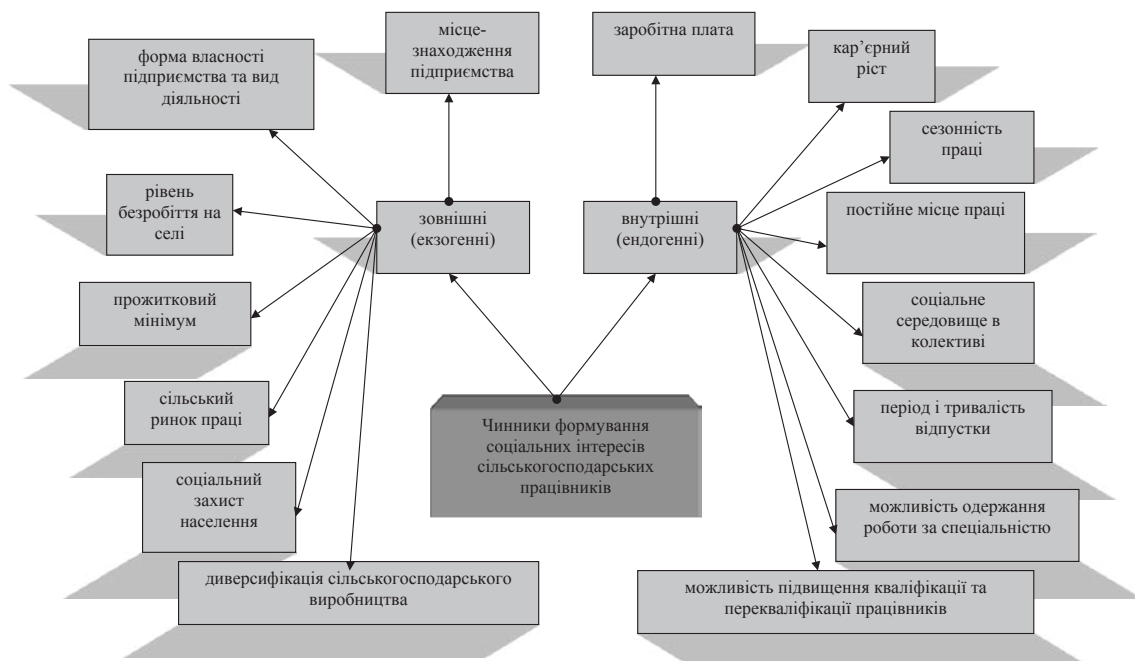 форма власності
підприємства та вид
діяльності
місце-
знаходження
підприємства
заробітна плата
кар’єрний
ріст
сезонність
праці
рівень
безробіття на
селі
зовнішні
(екзогенні)
внутрішні
(ендогенні)
постійне місце праці
прожитковий
мінімум
соціальне
середовище в
колективі
сільський
ринок праці
Чинники формування
соціальних інтересів
сільськогосподарських
працівників
період і тривалість
відпустки
соціальний
захист
населення
можливість одержання
роботи за спеціальністю
диверсифікація сільськогосподарського
виробництва
можливість підвищення кваліфікації та
перекваліфікації працівників